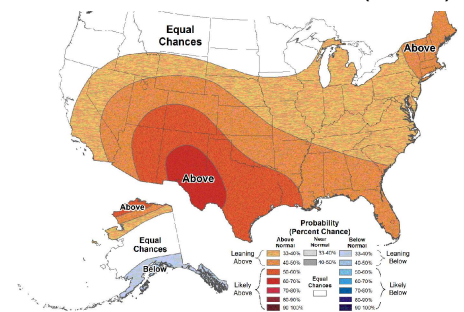 Equal
Chances
Above
Above
Above
Equal
Chances
Below
Probability
(Percent Chance)
Above
Normal
Near
Normal
Below
Normal
Leaning
Above
33-40%
40-50%
33-40%
40-50%
33-40%
40-50%
Leaning
Below
Likely
Above
50-60%
60-70%
70-80%
80-90%
90-100%
Equal
Chances
50-60%
60-70%
70-80%
80-90%
90-100%
Likely
Below